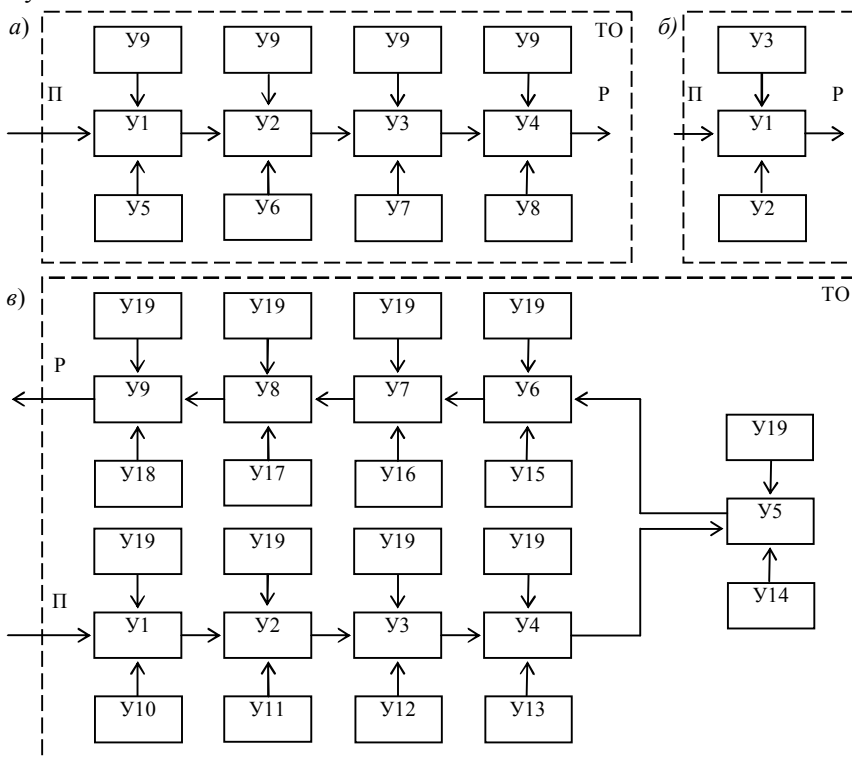 а) У9 У9 У9 У9 ТО
П Р
У1 У2 У3 У4
У5 У6 У7 У8
б) У3
П Р
У1
У2
в) ТО
У19 У19 У19 У19
Р
У9 У8 У7 У6
У19
У18 У17 У16 У15
У5
У19 У19 У19 У19
У14
П
У1 У2 У3 У4
У10 У11 У12 У13